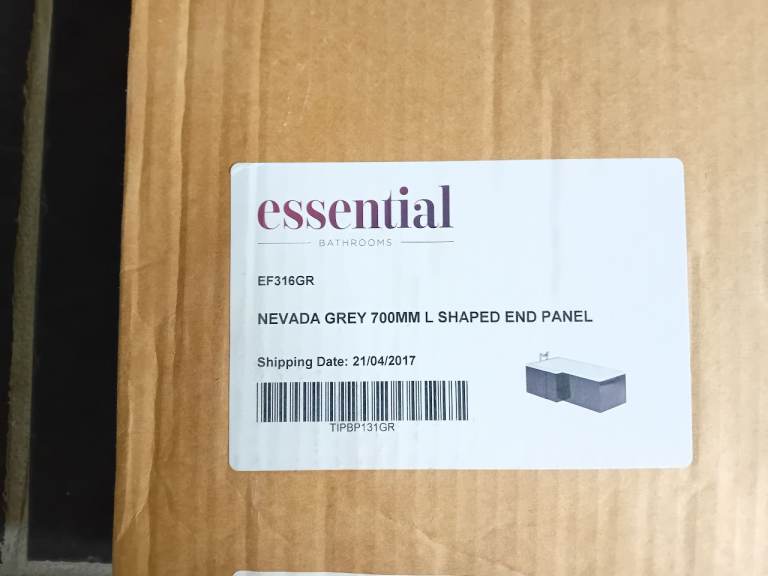 essential
BATHROOMS
EF316GR
NEVADA GREY 700MM L SHAPED END PANEL
Shipping Date: 21/04/2017
TIPBP131GR